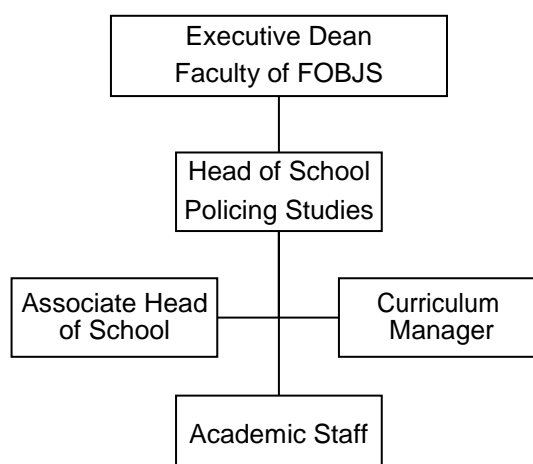 Executive Dean
Faculty of FOBJS
Head of School
Policing Studies
Associate Head
of School
Curriculum
Manager
Academic Staff